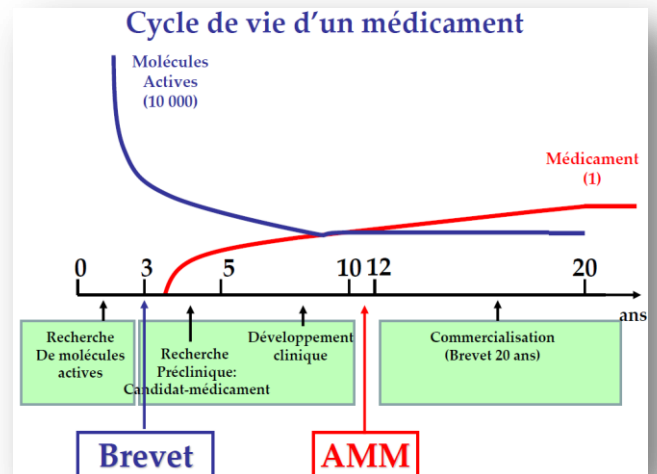 Cycle de vie d'un médicament
Molécules
Actives
(10 000)
Médicament
(1)
0 3 5 10 12 20
ans
Recherche
De molécules
actives
Recherche
Préclinique:
Candidat-médicament
Développement
clinique
Commercialisation
(Brevet 20 ans)
Brevet
AMM